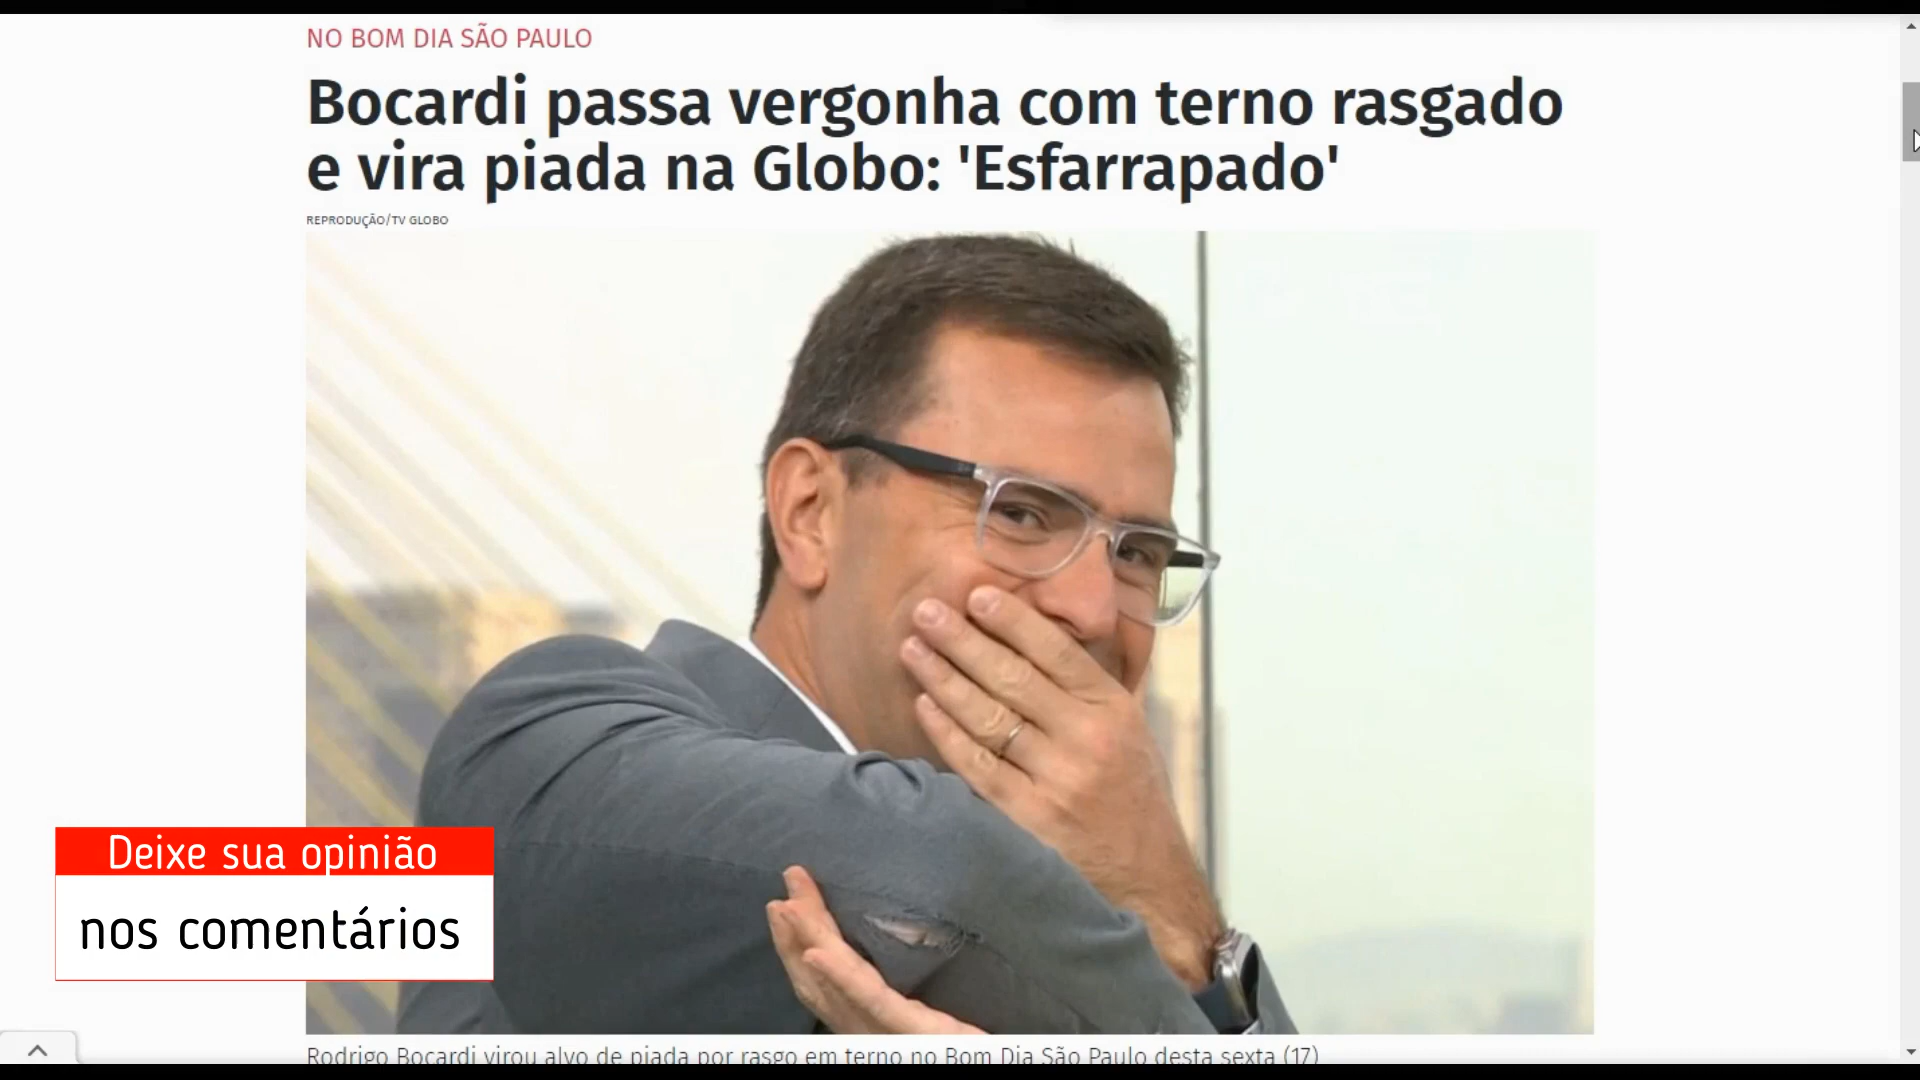 NO BOM DIA SÃO PAULO
Bocardi passa vergonha com terno rasgado
e vira piada na Globo: 'Esfarrapado'
REPRODUÇÃO/TV GLOBO
Deixe sua opinião
nos comentários
Rodrigo Bocardi virou alvo de piada por rasgo em terno no Bom Dia São Paulo desta sexta (17)